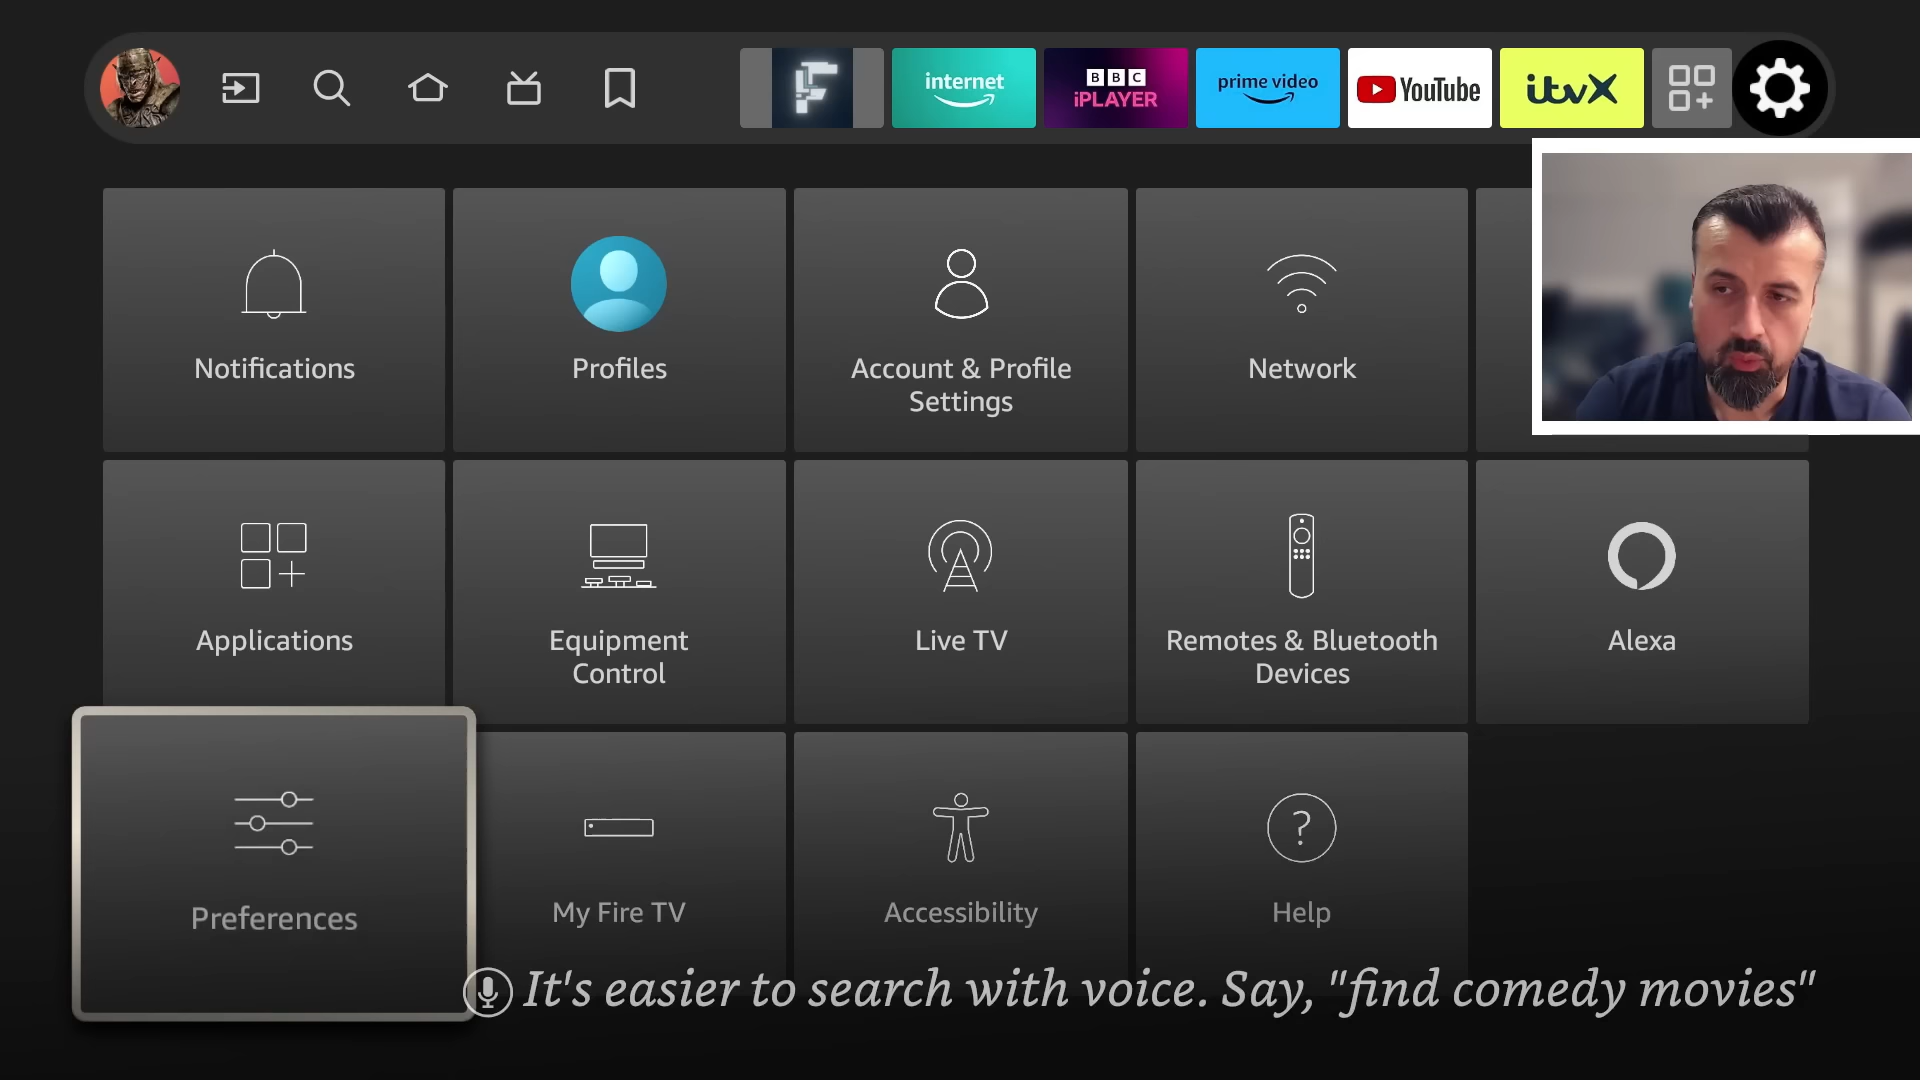 internet
BBC
iPLAYER
prime video
YouTube
itvX
Notifications
Profiles
Account & Profile
Settings
Network
Applications
Equipment
Control
Live TV
Remotes & Bluetooth
Devices
Alexa
Preferences
My Fire TV
Accessibility
Help
It's easier to search with voice. Say, "find comedy movies"